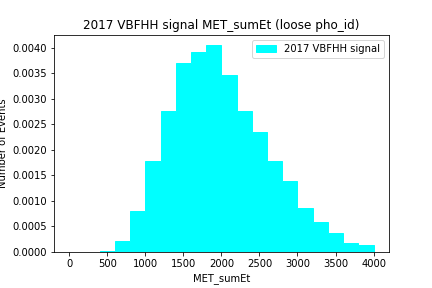 2017 VBFHH signal MET_sumEt (loose pho_id)
2017 VBFHH signal
0.0040
0.0035
0.0030
0.0025
0.0020
0.0015
0.0010
0.0005
0.0000
Number of Events
0 500 1000 1500 2000 2500 3000 3500 4000
MET_sumEt